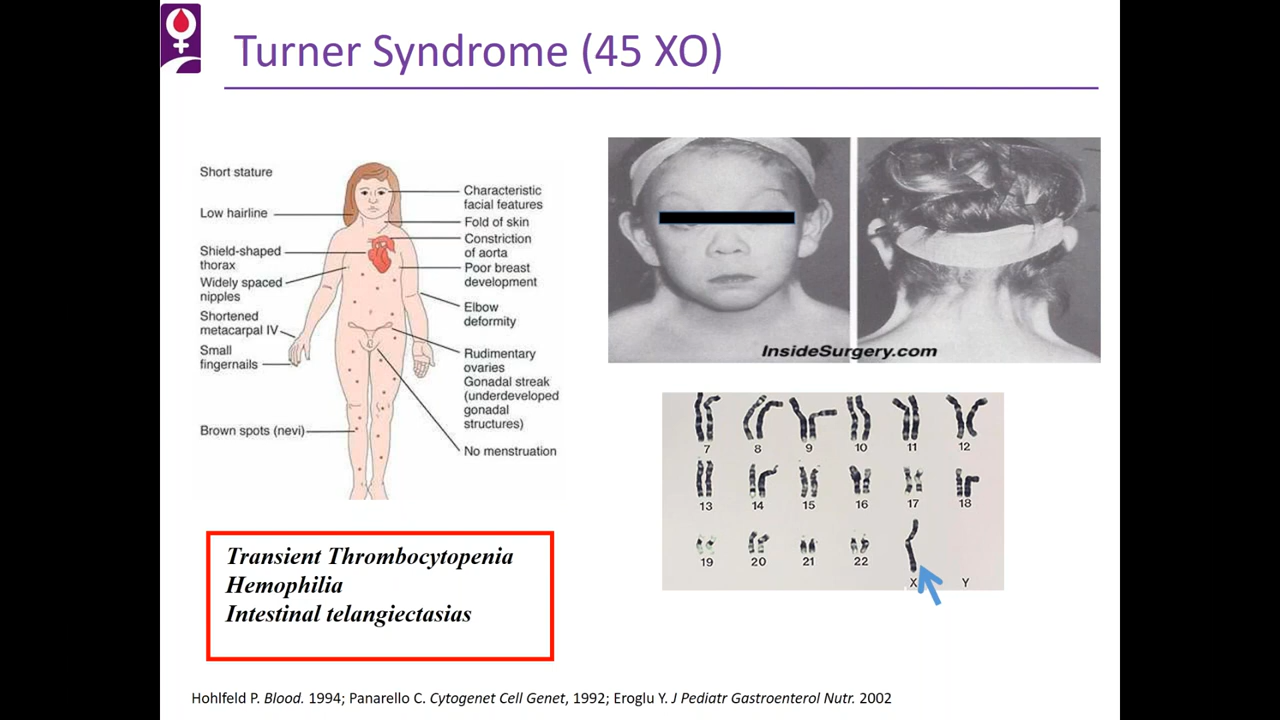 Turner Syndrome (45 XO)
Short stature
Low hairline
Shield-shaped
thorax
Widely spaced
nipples
Shortened
metacarpal IV
Small
fingernails
Brown spots (nevi)
Characteristic
facial features
Fold of skin
Constriction
of aorta
Poor breast
development
Elbow
deformity
Rudimentary
ovaries
Gonadal streak
(underdeveloped
gonadal
structures)
No menstruation
InsideSurgery.com
7 8 9 10 11 12
13 14 15 16 17 18
19 20 21 22 X Y
Transient Thrombocytopenia
Hemophilia
Intestinal telangiectasias
Hohlfeld P. Blood. 1994; Panarello C. Cytogenet Cell Genet, 1992; Eroglu Y. J Pediatr Gastroenterol Nutr. 2002